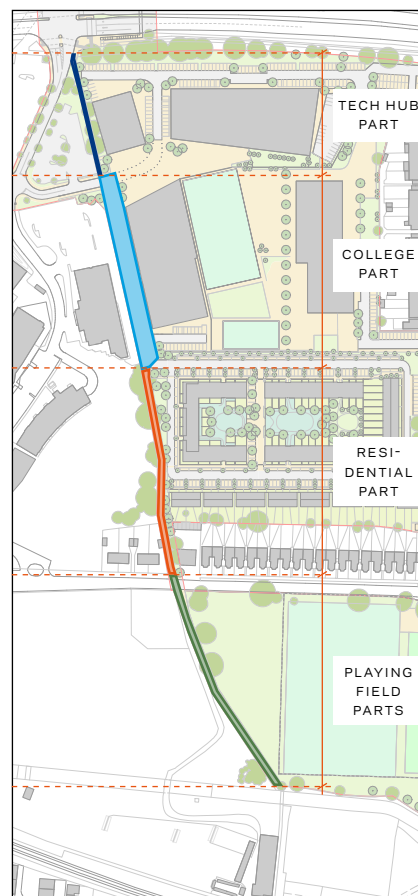 TECH HUB
PART
COLLEGE
PART
RESI-
DENTIAL
PART
PLAYING
FIELD
PARTS